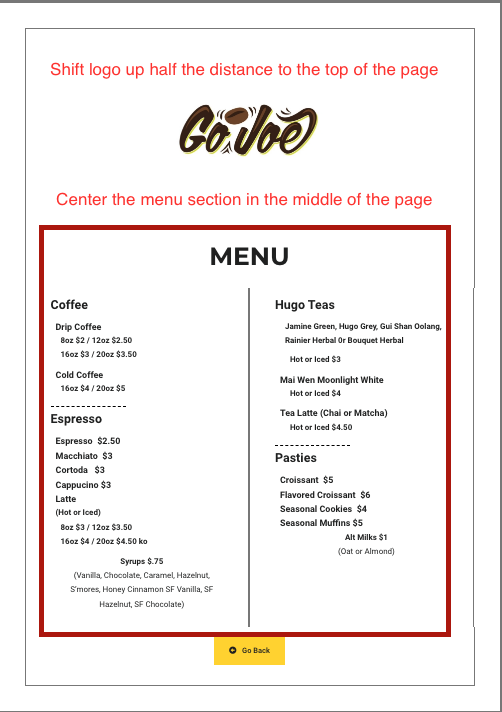 Shift logo up half the distance to the top of the page
Go Joe
Center the menu section in the middle of the page
MENU
Coffee
Drip Coffee
8oz $2 / 12oz $2.50
16oz $3 / 20oz $3.50
Cold Coffee
16oz $4 / 20oz $5
Espresso
Espresso $2.50
Macchiato $3
Cortoda $3
Cappucino $3
Latte
(Hot or Iced)
8oz $3 / 12oz $3.50
16oz $4 / 20oz $4.50 ko
Syrups $.75
(Vanilla, Chocolate, Caramel, Hazelnut,
S'mores, Honey Cinnamon SF Vanilla, SF
Hazelnut, SF Chocolate)
Hugo Teas
Jamine Green, Hugo Grey, Gui Shan Oolang,
Rainier Herbal 0r Bouquet Herbal
Hot or Iced $3
Mai Wen Moonlight White
Hot or Iced $4
Tea Latte (Chai or Matcha)
Hot or Iced $4.50
Pasties
Croissant $5
Flavored Croissant $6
Seasonal Cookies $4
Seasonal Muffins $5
Alt Milks $1
(Oat or Almond)
Go Back